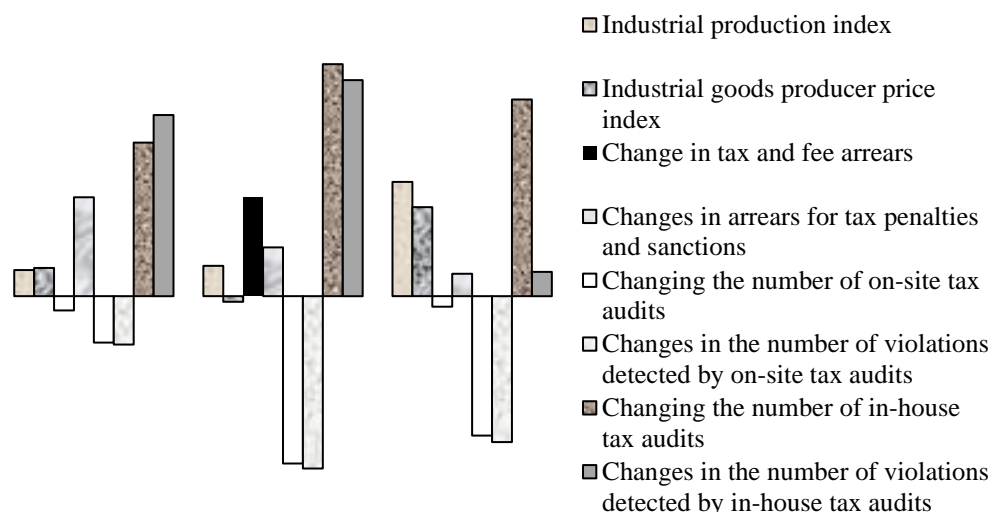 Industrial production index
Industrial goods producer price
index
Change in tax and fee arrears
Changes in arrears for tax penalties
and sanctions
Changing the number of on-site tax
audits
Changes in the number of violations
detected by on-site tax audits
Changing the number of in-house
tax audits
Changes in the number of violations
detected by in-house tax audits